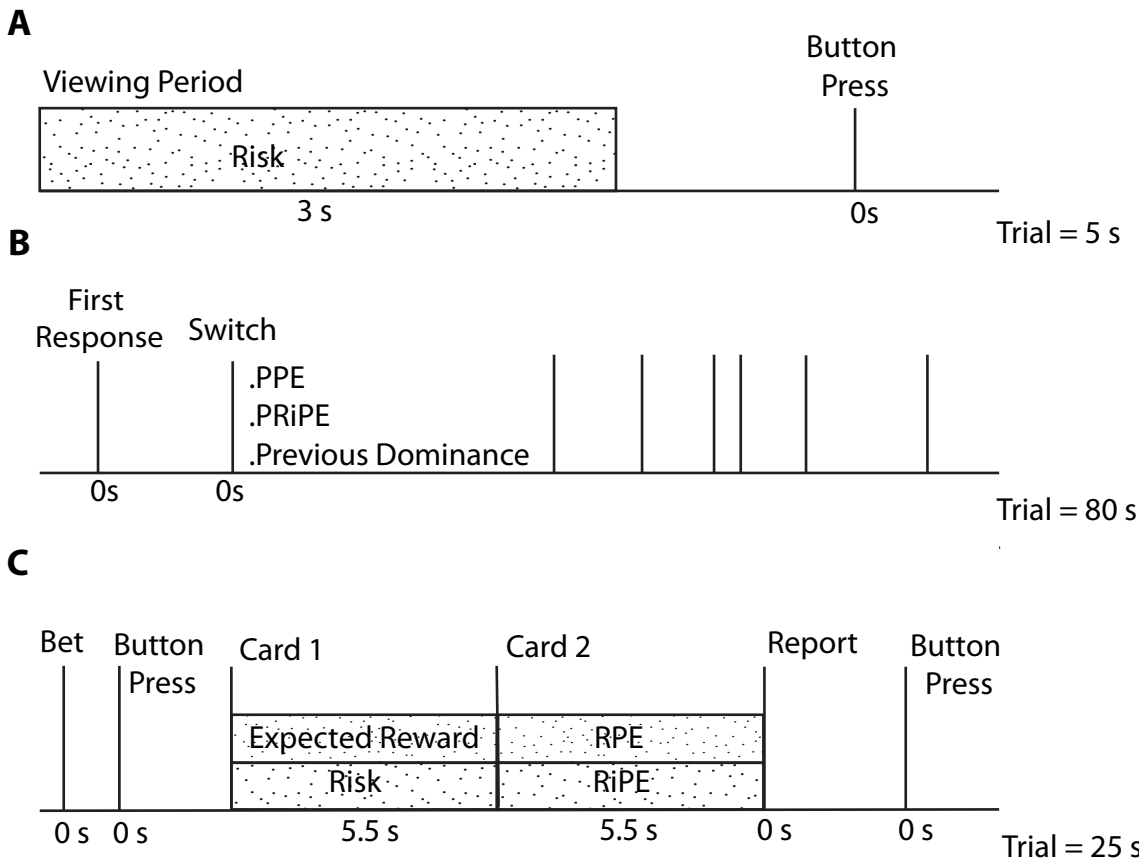 A
Viewing Period
Button
Press
Risk
3 s
0s
Trial = 5 s
B
First
Response
Switch
.PPE
.PRiPE
.Previous Dominance
0s
0s
Trial = 80 s
C
Bet
Button
Press
Card 1
Card 2
Report
Button
Press
Expected Reward
RPE
Risk
RiPE
0 s
0 s
5.5 s
5.5 s
0 s
0 s
Trial = 25 s